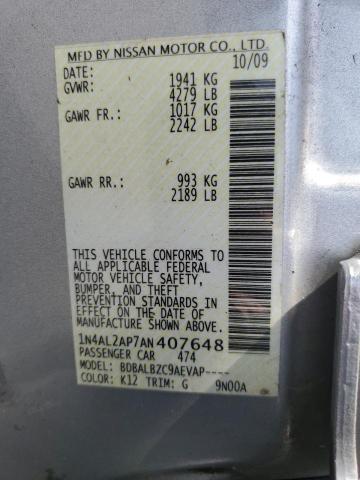 MFD BY NISSAN MOTOR CO., LTD.
DATE: 10/09
GVWR: 1941 KG
4279 LB
GAWR FR.: 1017 KG
2242 LB
GAWR RR.: 993 KG
2189 LB
THIS VEHICLE CONFORMS TO
ALL APPLICABLE FEDERAL
MOTOR VEHICLE SAFETY,
BUMPER, AND THEFT
PREVENTION STANDARDS IN
EFFECT ON THE DATE OF
MANUFACTURE SHOWN ABOVE.
1N4AL2AP7AN407648
PASSENGER CAR 474
MODEL: BDBALBZC9AEVAP----
COLOR: K12 TRIM: G 9N00A